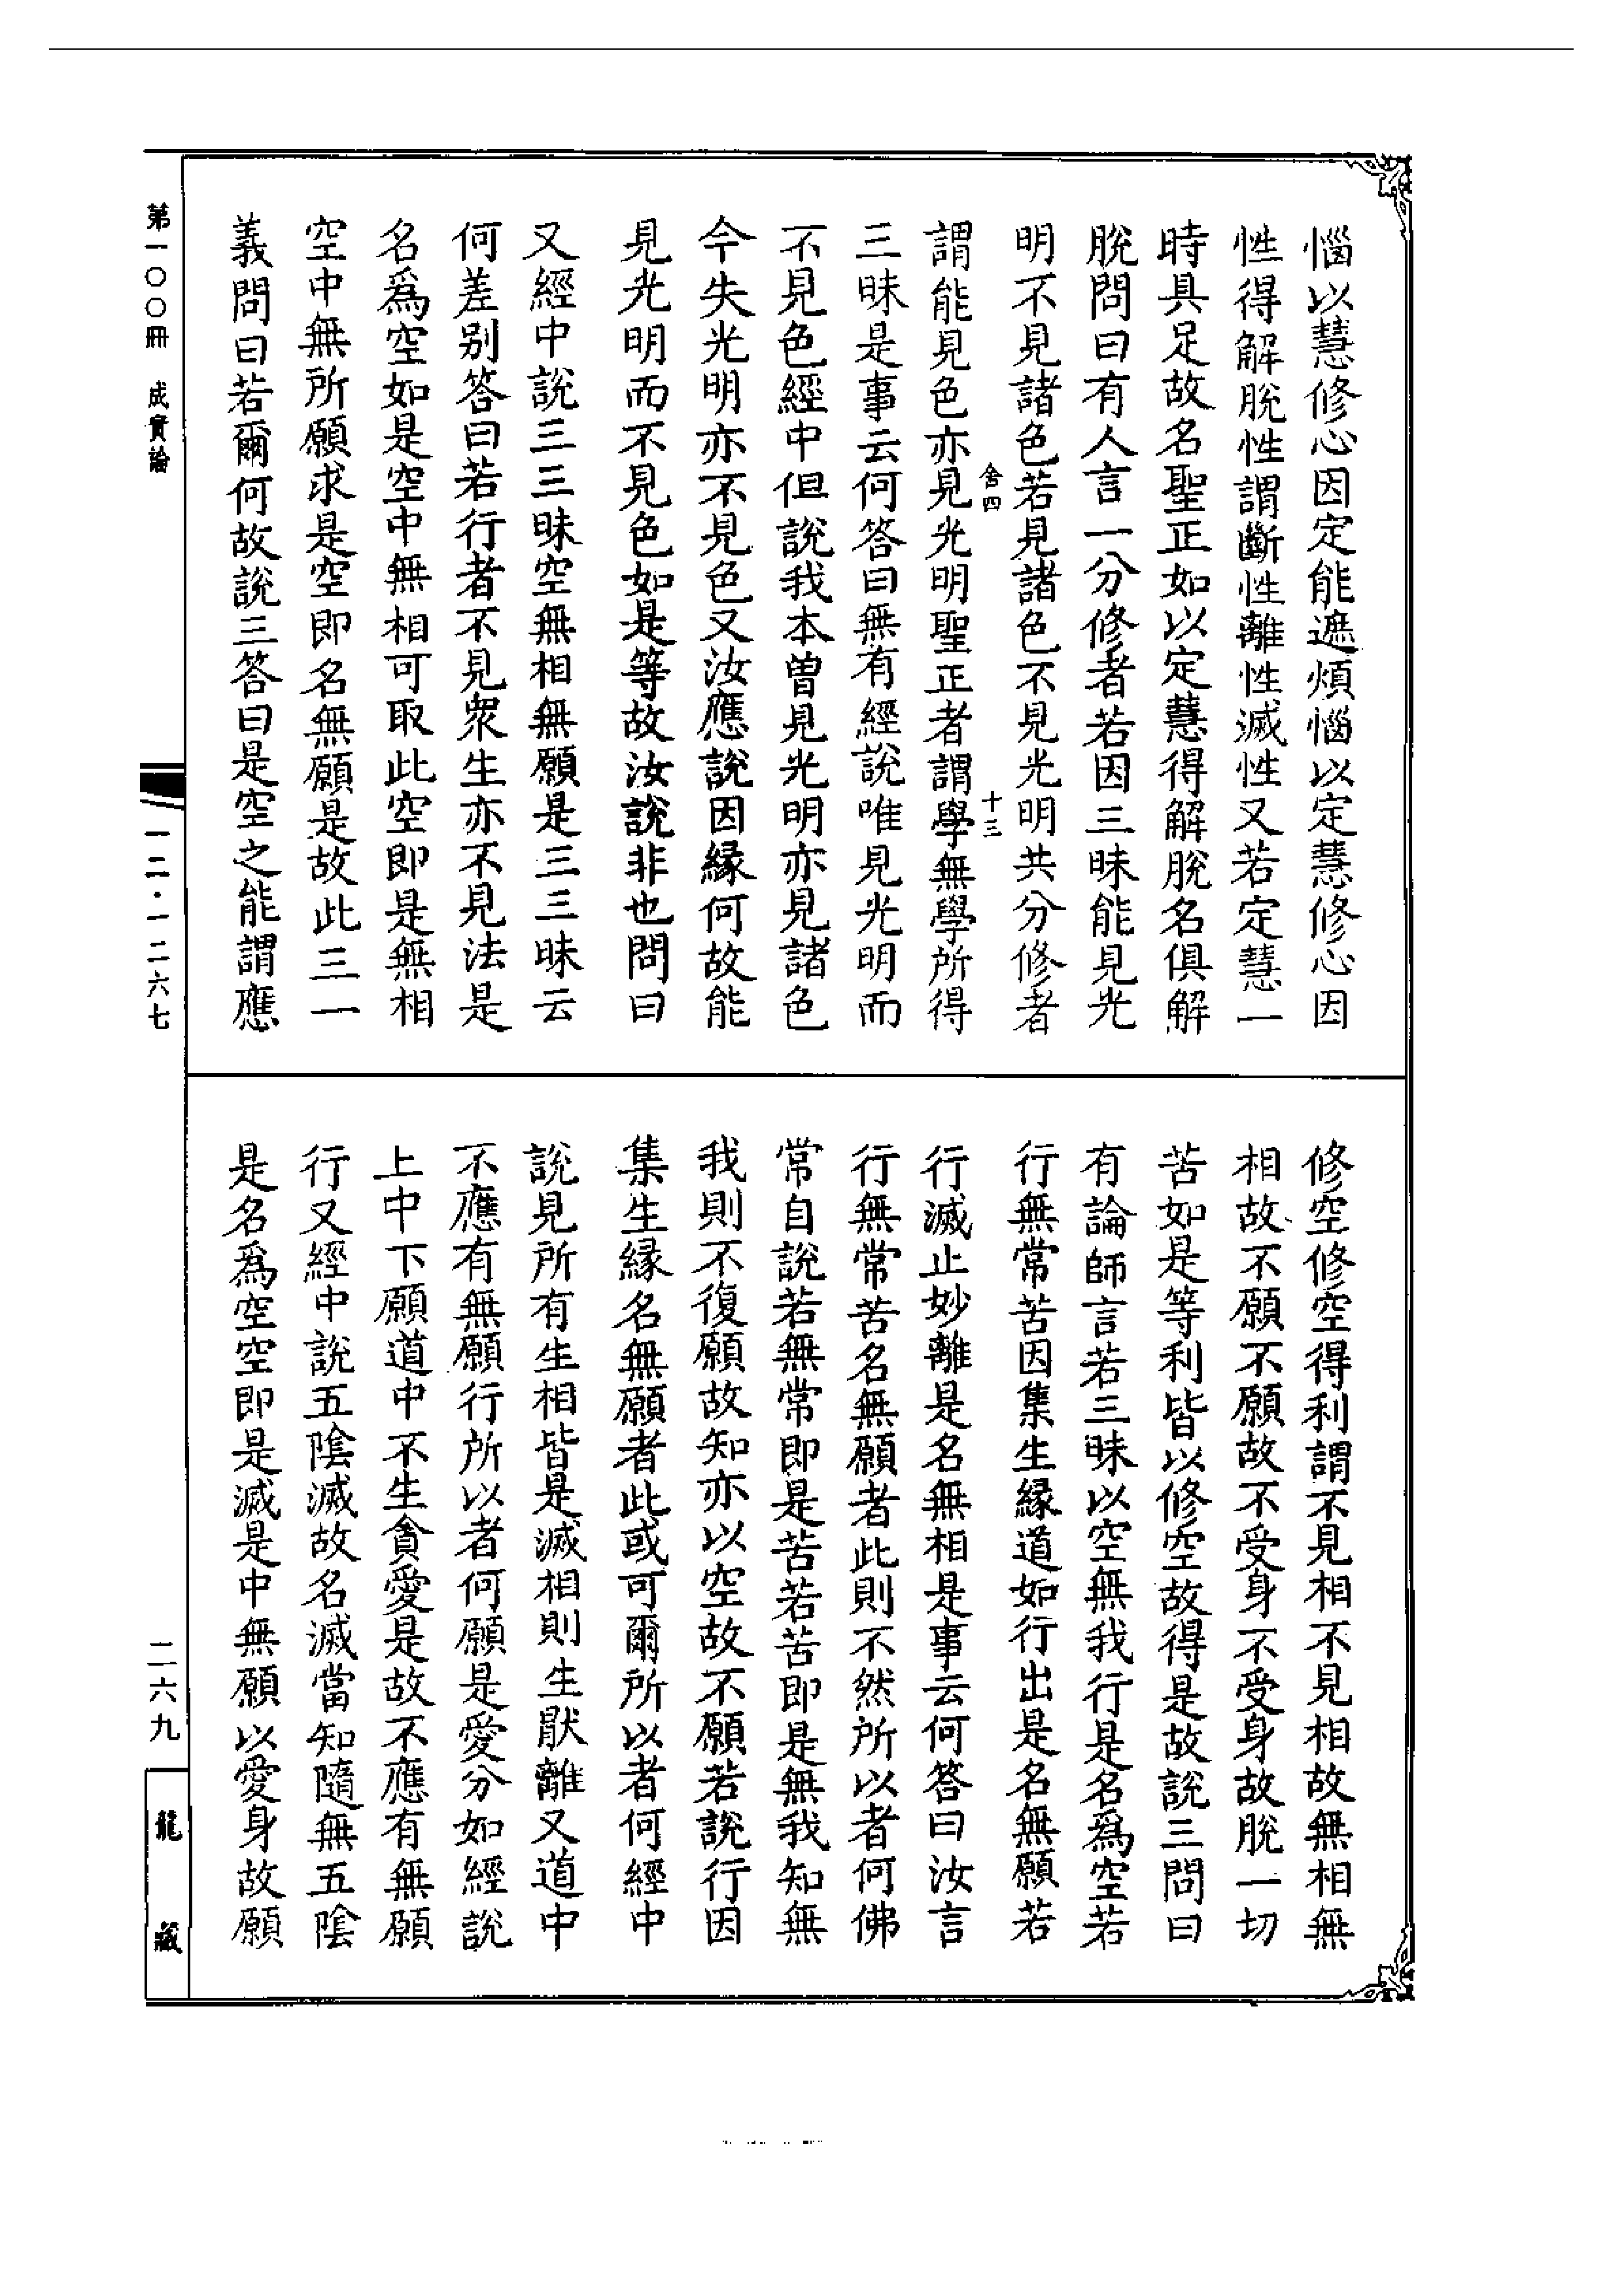 惱以慧修心因定能遮煩惱以定慧修心因
性得解脫性謂斷性離性滅性又若定慧一
時具足故名聖正如以定慧得解脫名俱解
脫問曰有人言一分修者若因三昧能見光
明不見諸色若見諸色不見光明共分修者
舍四
十三
謂能見色亦見光明聖正者謂學無學所得
三昧是事云何答曰無有經說唯見光明而
不見色經中但說我本曽見光明亦見諸色
今失光明亦不見色又汝應說因緣何故能
見光明而不見色如是等故汝說非也問曰
又經中說三三昧空無相無願是三三昧云
何差别答曰若行者不見衆生亦不見法是
名爲空如是空中無相可取此空即是無相
空中無所願求是空即名無願是故此三一
義問曰若爾何故說三答曰是空之能謂應
修空修空得利謂不見相不見相故無相無
相故不願不願故不受身不受身故脫一切
苦如是等利皆以修空故得是故說三問曰
有論師言若三昧以空無我行是名爲空若
行無常苦因集生緣道如行出是名無願若
行滅止妙離是名無相是事云何答曰汝言
行無常苦名無願者此則不然所以者何佛
常自說若無常即是苦若苦即是無我知無
我則不復願故知亦以空故不願若說行因
集生緣名無願者此或可爾所以者何經中
說見所有生相皆是滅相則生猒離又道中
不應有無願行所以者何願是愛分如經說
上中下願道中不生貪愛是故不應有無願
行又經中說五隂滅故名滅當知隨無五隂
是名爲空空即是滅是中無願以愛身故願
第一〇〇冊　成實論
一二·一二六七
二六九
龍藏